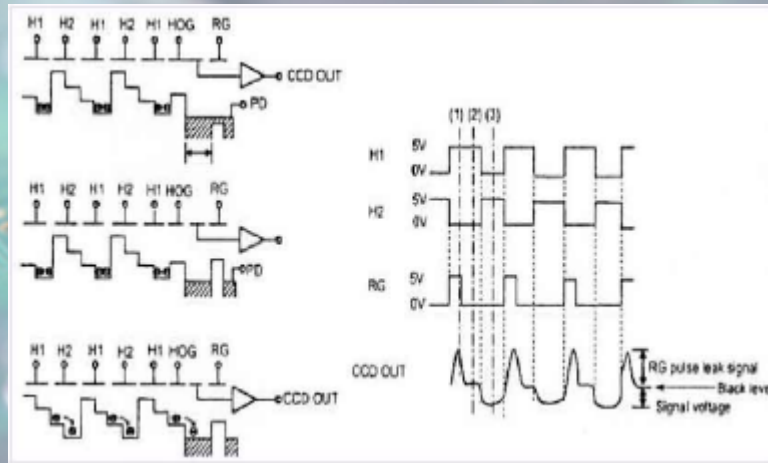 H1 H2 H1 H2 H1 HOG RG
CCD OUT
PD
H1 H2 H1 H2 H1 HOG RG
PD
H1 H2 H1 H2 H1 HOG RG
CCD OUT
(1) (2) (3)
H1 5V
0V
H2 5V
0V
RG 5V
0V
CCD OUT
RG pulse leak signal
Back leve
Signal voltage